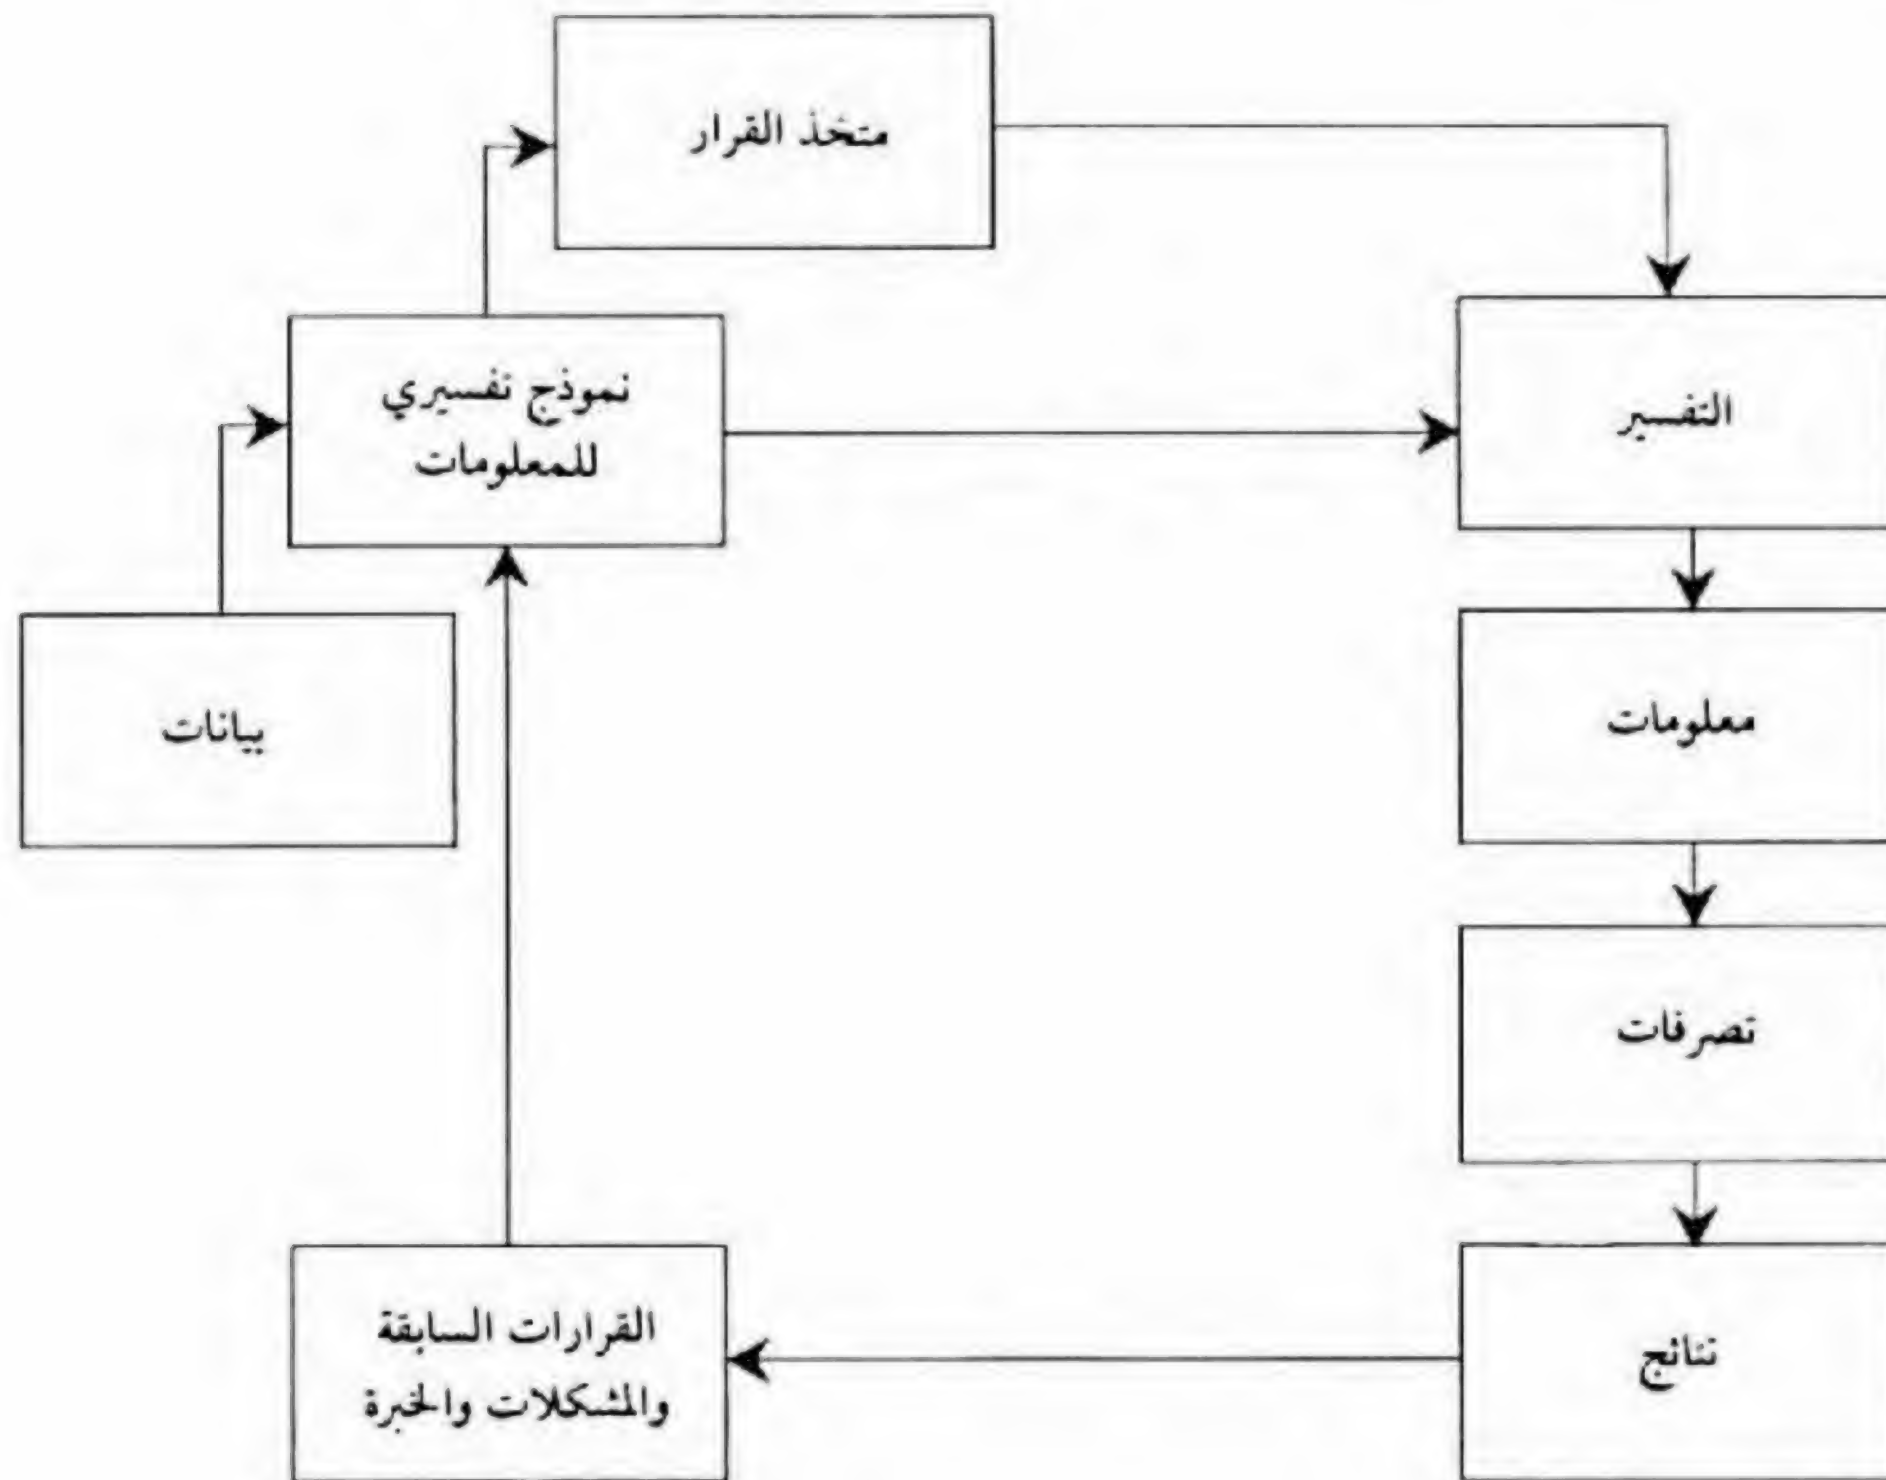 متخذ القرار
نموذج تفسيري
للمعلومات
التفسير
بيانات
معلومات
تصرفات
نتائج
القرارات السابقة
والمشكلات والخبرة